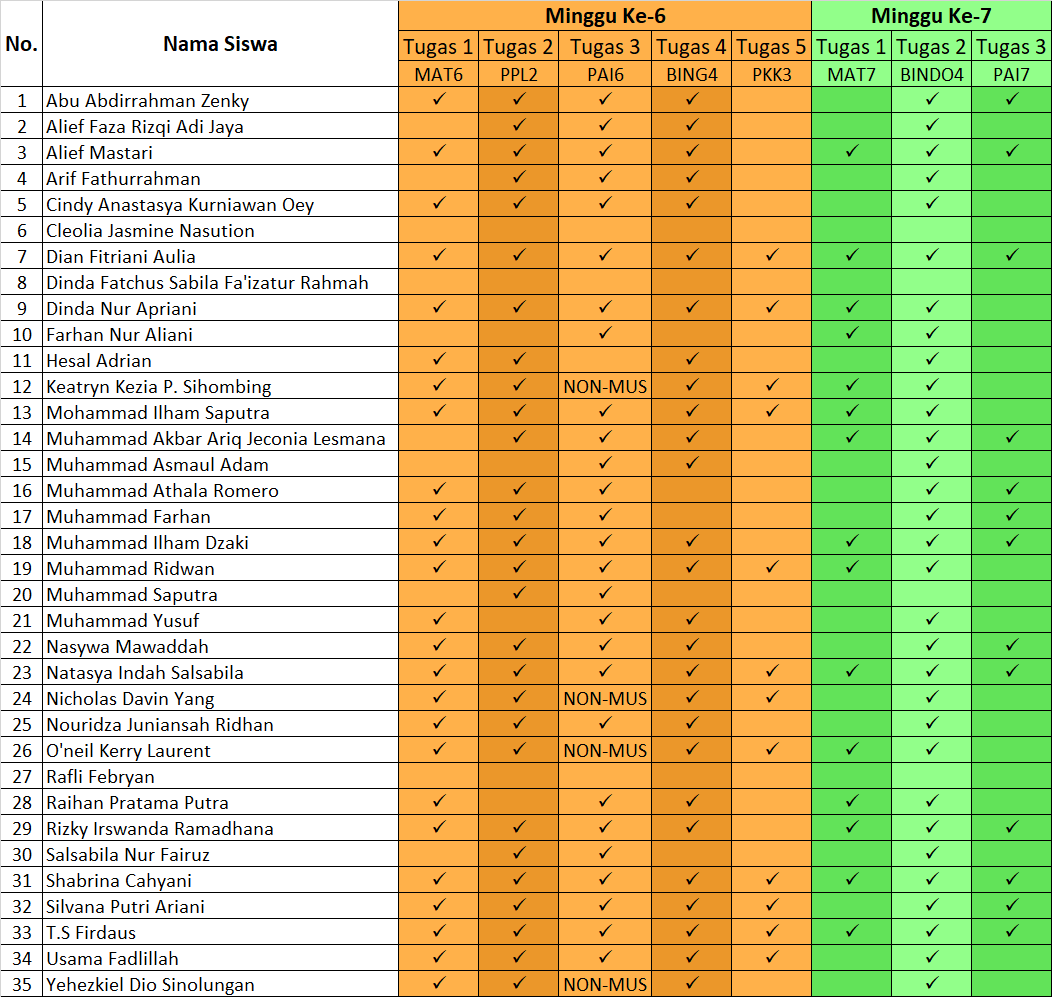 No. Nama Siswa Minggu Ke-6 Minggu Ke-7
Tugas 1 Tugas 2 Tugas 3 Tugas 4 Tugas 5 Tugas 1 Tugas 2 Tugas 3
MAT6 PPL2 PAI6 BING4 PKK3 MAT7 BINDO4 PAI7
1 Abu Abdirrahman Zenky ✓ ✓ ✓ ✓ ✓ ✓
2 Alief Faza Rizqi Adi Jaya ✓ ✓ ✓ ✓
3 Alief Mastari ✓ ✓ ✓ ✓ ✓ ✓ ✓
4 Arif Fathurrahman ✓ ✓ ✓ ✓
5 Cindy Anastasya Kurniawan Oey ✓ ✓ ✓ ✓ ✓
6 Cleolia Jasmine Nasution
7 Dian Fitriani Aulia ✓ ✓ ✓ ✓ ✓ ✓ ✓ ✓
8 Dinda Fatchus Sabila Fa'izatur Rahmah
9 Dinda Nur Apriani ✓ ✓ ✓ ✓ ✓ ✓ ✓
10 Farhan Nur Aliani ✓ ✓ ✓
11 Hesal Adrian ✓ ✓ ✓ ✓
12 Keatryn Kezia P. Sihombing ✓ ✓ NON-MUS ✓ ✓ ✓ ✓
13 Mohammad Ilham Saputra ✓ ✓ ✓ ✓ ✓ ✓ ✓
14 Muhammad Akbar Ariq Jeconia Lesmana ✓ ✓ ✓ ✓ ✓ ✓
15 Muhammad Asmaul Adam ✓ ✓ ✓
16 Muhammad Athala Romero ✓ ✓ ✓ ✓ ✓
17 Muhammad Farhan ✓ ✓ ✓ ✓ ✓
18 Muhammad Ilham Dzaki ✓ ✓ ✓ ✓ ✓ ✓ ✓
19 Muhammad Ridwan ✓ ✓ ✓ ✓ ✓ ✓ ✓
20 Muhammad Saputra ✓ ✓
21 Muhammad Yusuf ✓ ✓ ✓ ✓
22 Nasywa Mawaddah ✓ ✓ ✓ ✓ ✓ ✓
23 Natasya Indah Salsabila ✓ ✓ ✓ ✓ ✓ ✓ ✓ ✓
24 Nicholas Davin Yang ✓ ✓ NON-MUS ✓ ✓ ✓
25 Nouridza Juniansah Ridhan ✓ ✓ ✓ ✓ ✓
26 O'neil Kerry Laurent ✓ ✓ NON-MUS ✓ ✓ ✓ ✓
27 Rafli Febryan
28 Raihan Pratama Putra ✓ ✓ ✓ ✓ ✓
29 Rizky Irswanda Ramadhana ✓ ✓ ✓ ✓ ✓ ✓ ✓
30 Salsabila Nur Fairuz ✓ ✓ ✓
31 Shabrina Cahyani ✓ ✓ ✓ ✓ ✓ ✓ ✓ ✓
32 Silvana Putri Ariani ✓ ✓ ✓ ✓ ✓ ✓ ✓
33 T.S Firdaus ✓ ✓ ✓ ✓ ✓ ✓ ✓ ✓
34 Usama Fadlillah ✓ ✓ ✓ ✓ ✓ ✓
35 Yehezkiel Dio Sinolungan ✓ ✓ NON-MUS ✓ ✓